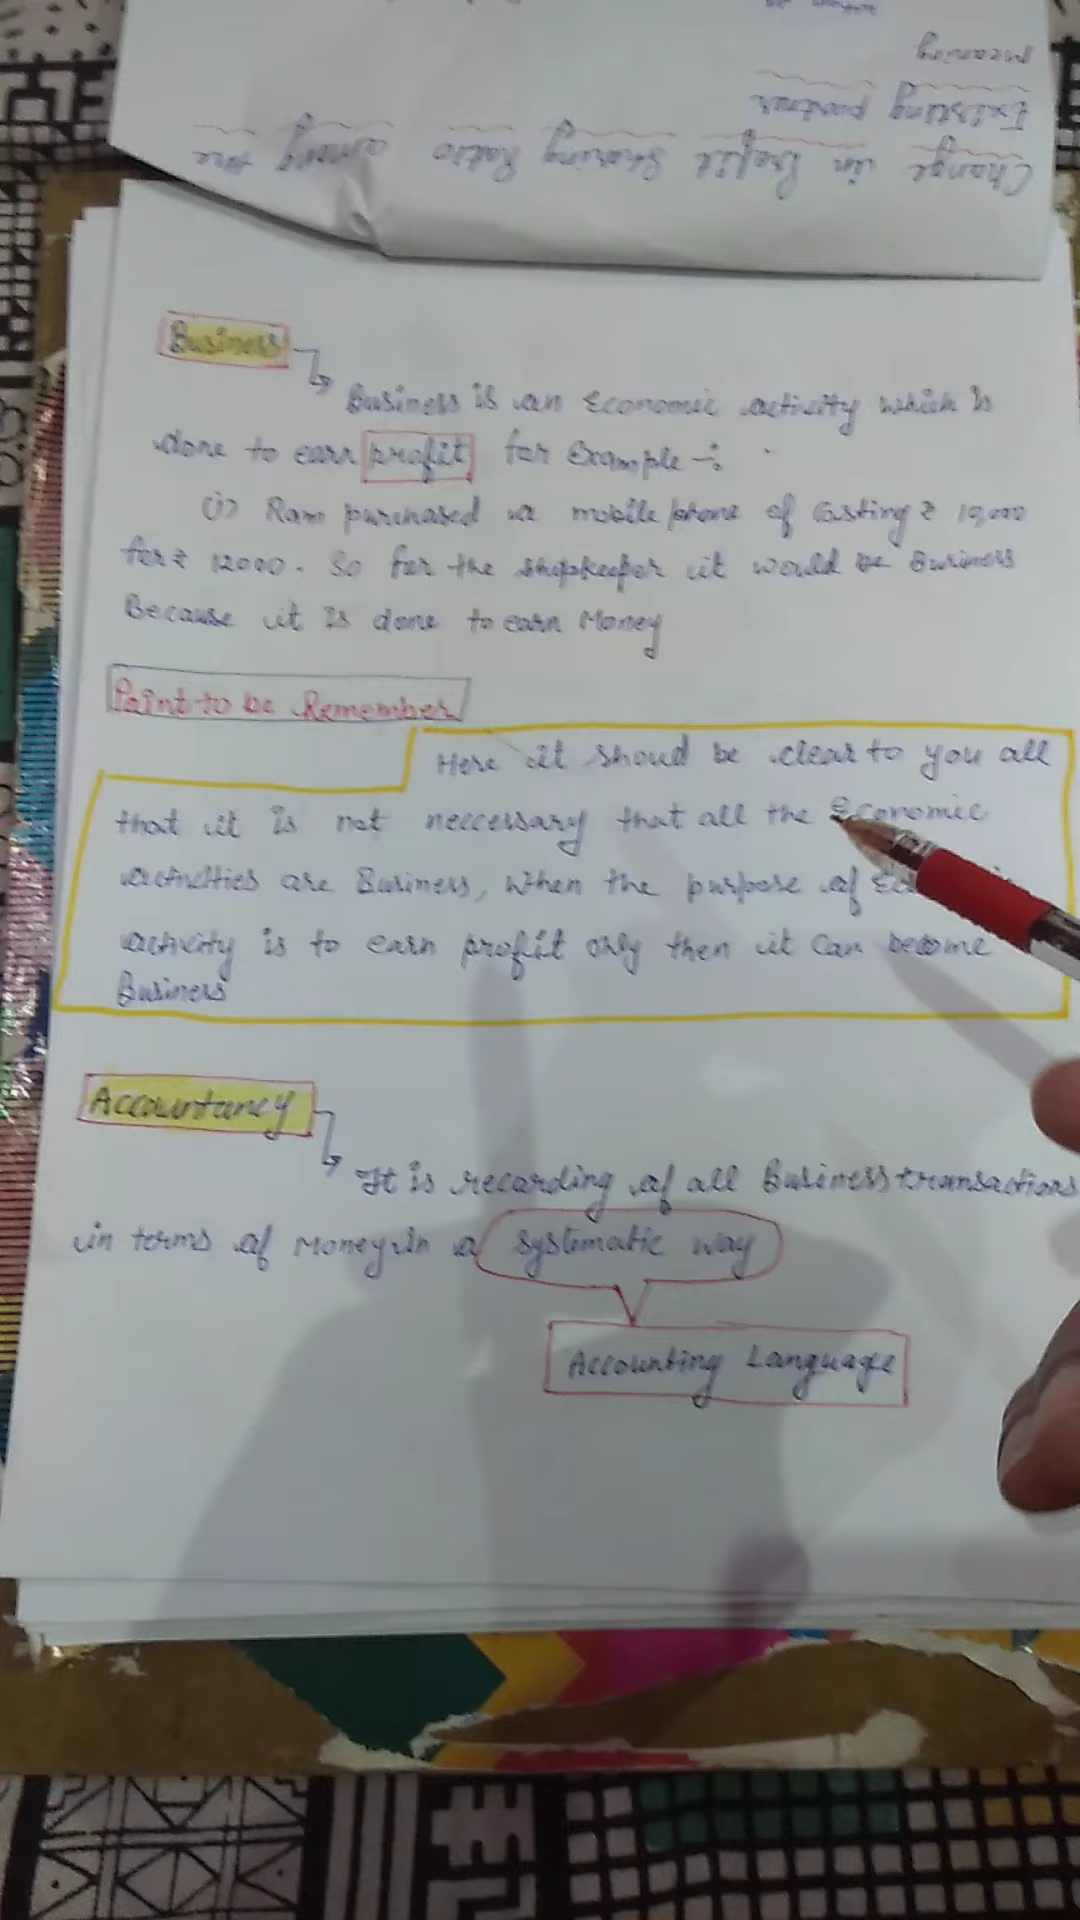 Change in Profit Sharing Ratio among the
Existing partner
Meaning
Business
Business is an Economic activity which is
done to earn profit for Example -:
(i) Ram purchased a mobile phone of Costing ₹ 10,000
for ₹ 12000. So for the shopkeeper it would be Business
Because it is done to earn Money
Point to be Remember
Here it shoud be clear to you all
that it is not neccessary that all the Economic
activities are Business, When the purpose of
activity is to earn profit only then it can become
Business
Accountancy
It is recording of all Business transactions
in terms of Money in a systematic way
Accounting Language